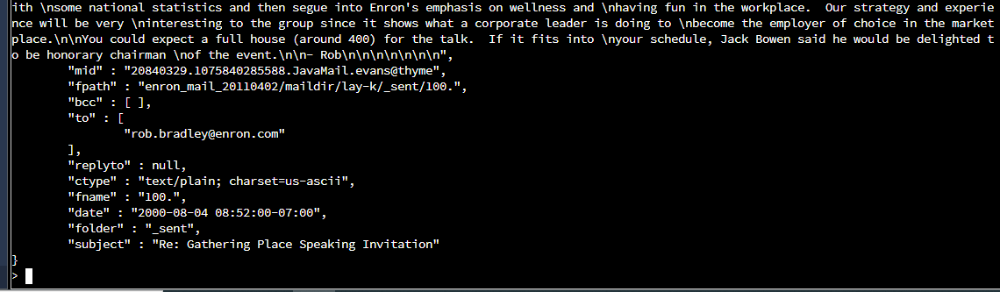 ith \nsome national statistics and then segue into Enron's emphasis on wellness and \nhaving fun in the workplace.  Our strategy and experie
nce will be very \ninteresting to the group since it shows what a corporate leader is doing to \nbecome the employer of choice in the market
place.\n\nYou could expect a full house (around 400) for the talk.  If it fits into \nyour schedule, Jack Bowen said he would be delighted t
o be honorary chairman \nof the event.\n\n- Rob\n\n\n\n\n\n\n",
"mid" : "20840329.1075840285588.JavaMail.evans@thyme",
"fpath" : "enron_mail_20110402/maildir/lay-k/_sent/100.",
"bcc" : [ ],
"to" : [
"rob.bradley@enron.com"
],
"replyto" : null,
"ctype" : "text/plain; charset=us-ascii",
"fname" : "100.",
"date" : "2000-08-04 08:52:00-07:00",
"folder" : "_sent",
"subject" : "Re: Gathering Place Speaking Invitation"
}
>